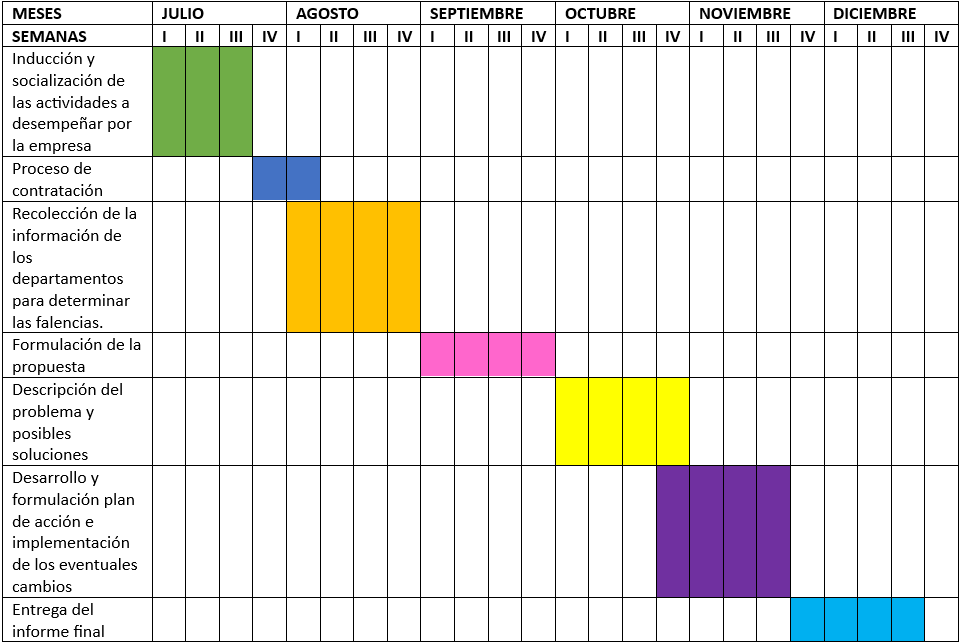 MESES JULIO AGOSTO SEPTIEMBRE OCTUBRE NOVIEMBRE DICIEMBRE
SEMANAS I II III IV I II III IV I II III IV I II III IV I II III IV I II III IV
Inducción y
socialización de
las actividades a
desempeñar por
la empresa
Proceso de
contratación
Recolección de la
información de
los
departamentos
para determinar
las falencias.
Formulación de la
propuesta
Descripción del
problema y
posibles
soluciones
Desarrollo y
formulación plan
de acción e
implementación
de los eventuales
cambios
Entrega del
informe final